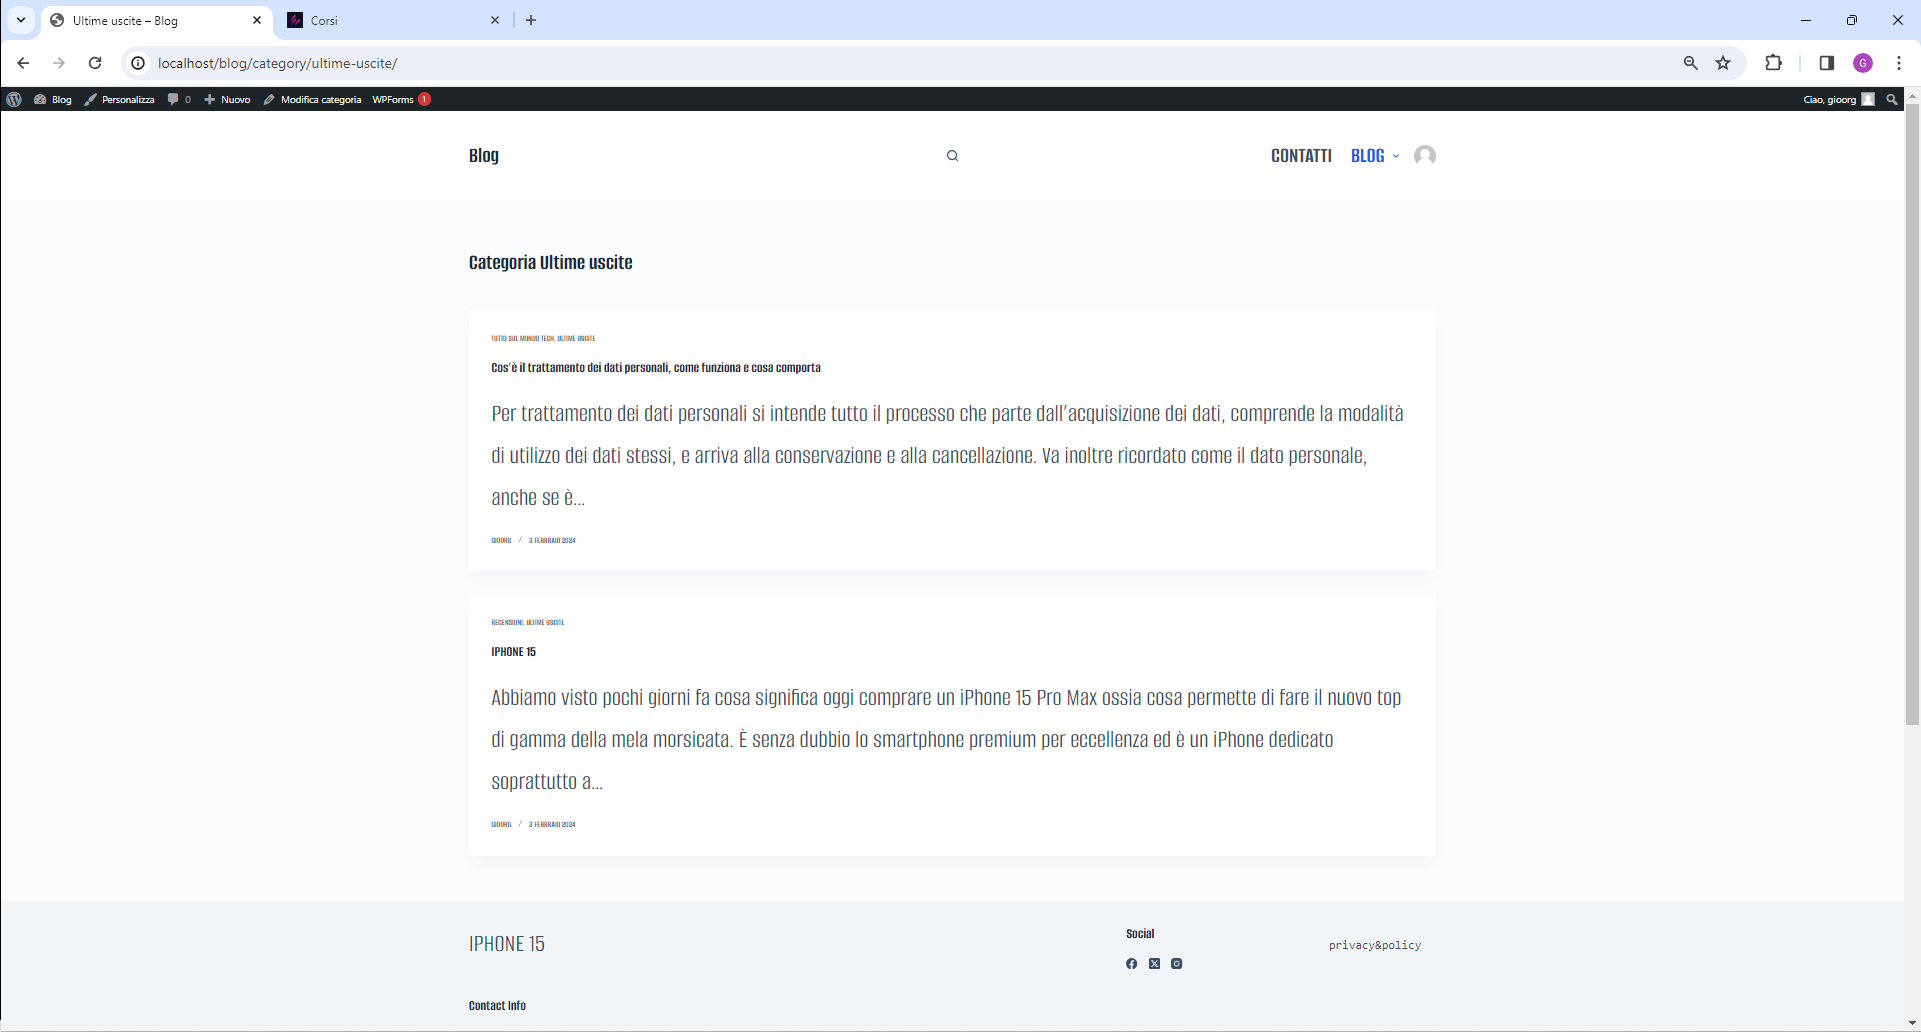 Ultime uscite – Blog
Corsi
localhost/blog/category/ultime-uscite/
G
Blog Personalizza 0 Nuovo Modifica categoria WPForms 1 Ciao, gioorg
Blog CONTATTI BLOG
Categoria Ultime uscite
TUTTO SUL MONDO TECH, ULTIME USCITE
Cos'è il trattamento dei dati personali, come funziona e cosa comporta
Per trattamento dei dati personali si intende tutto il processo che parte dall'acquisizione dei dati, comprende la modalità
di utilizzo dei dati stessi, e arriva alla conservazione e alla cancellazione. Va inoltre ricordato come il dato personale,
anche se è…
GIOORG / 3 FEBBRAIO 2024
RECENSIONI, ULTIME USCITE
IPHONE 15
Abbiamo visto pochi giorni fa cosa significa oggi comprare un iPhone 15 Pro Max ossia cosa permette di fare il nuovo top
di gamma della mela morsicata. È senza dubbio lo smartphone premium per eccellenza ed è un iPhone dedicato
soprattutto a…
GIOORG / 3 FEBBRAIO 2024
IPHONE 15
Social
privacy&policy
Contact Info